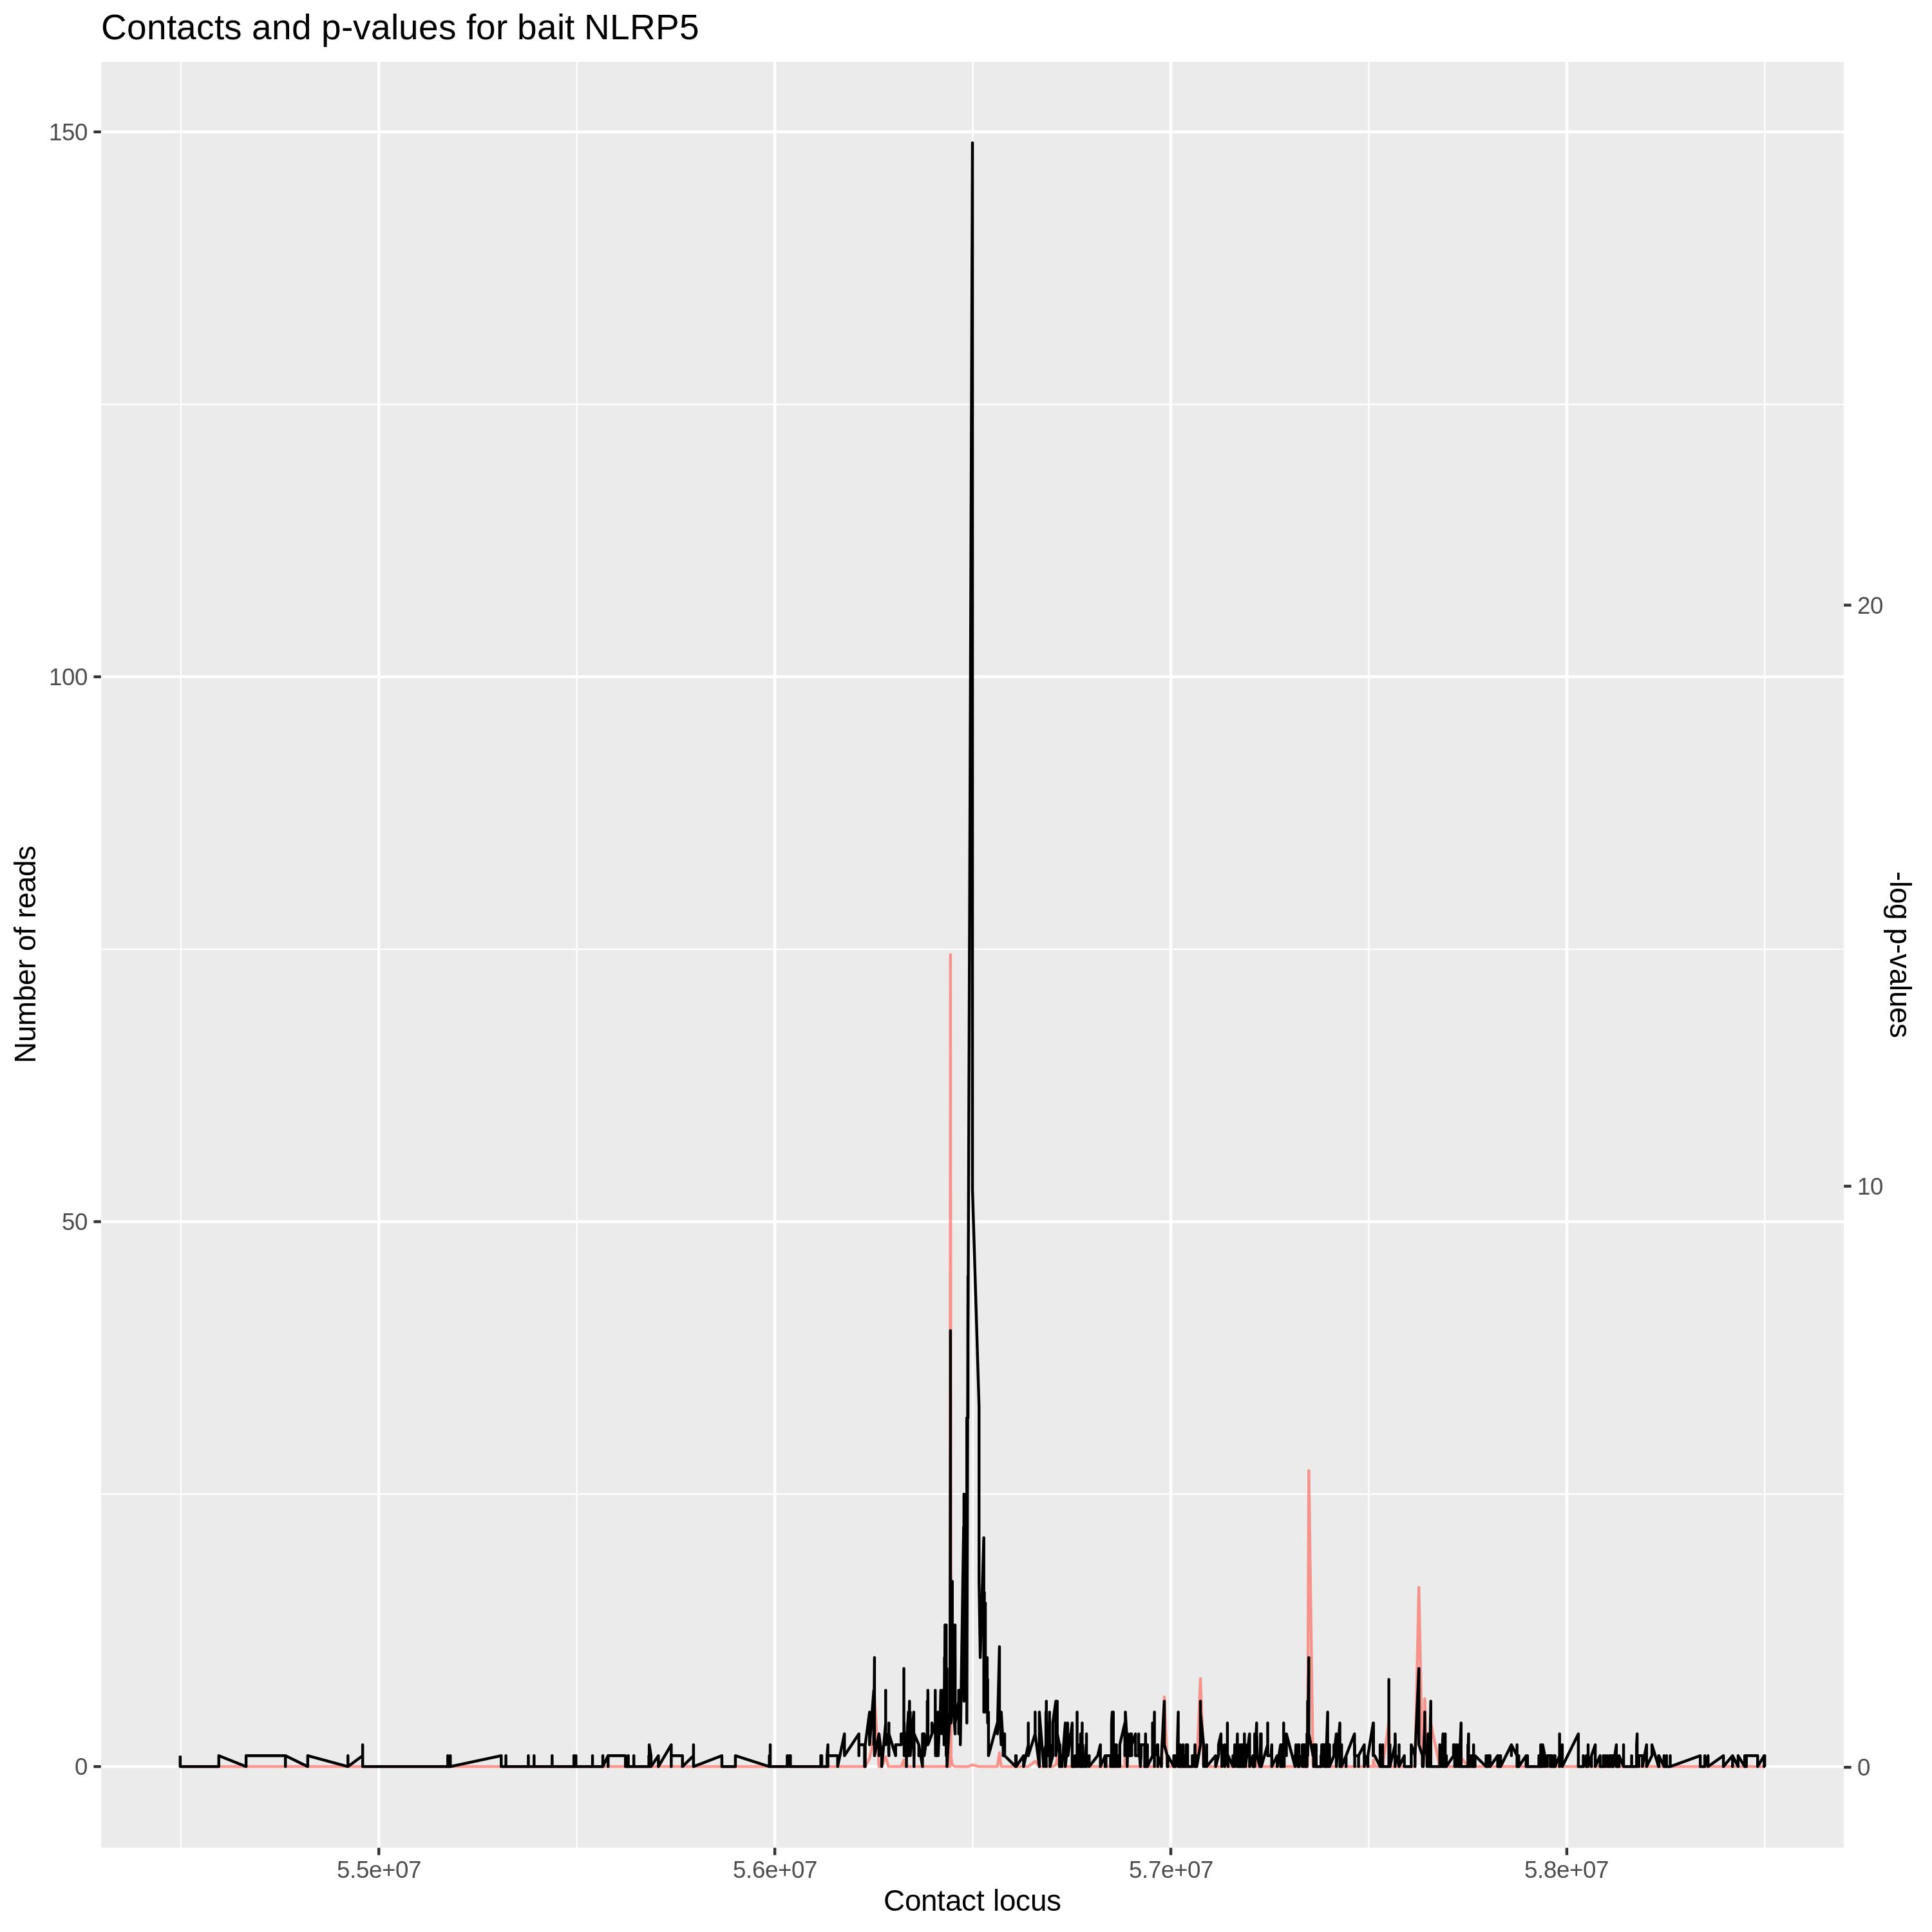 Contacts and p-values for bait NLRP5
150
100
50
0
Number of reads
20
10
0
-log p-values
5.5e+07
5.6e+07
5.7e+07
5.8e+07
Contact locus